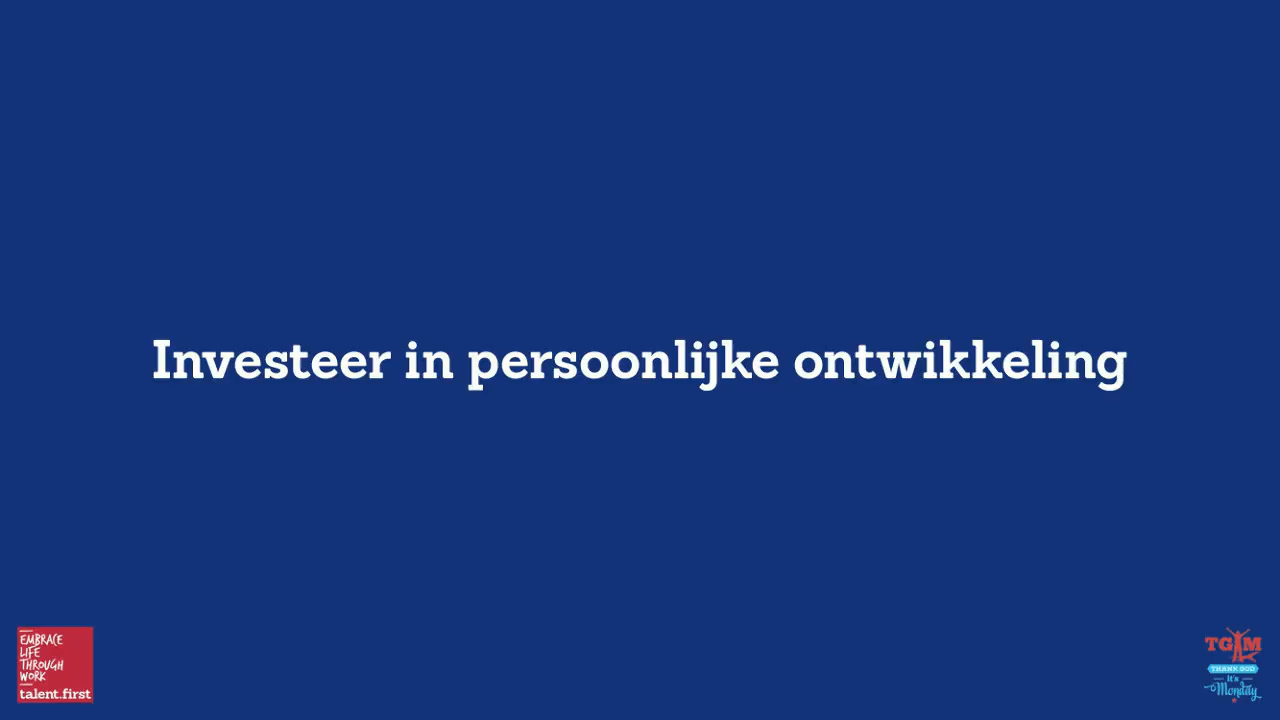 Investeer in persoonlijke ontwikkeling
EMBRACE
LIFE
THROUGH
WORK
talent.first
TGIM
THANK GOD
it's
Monday